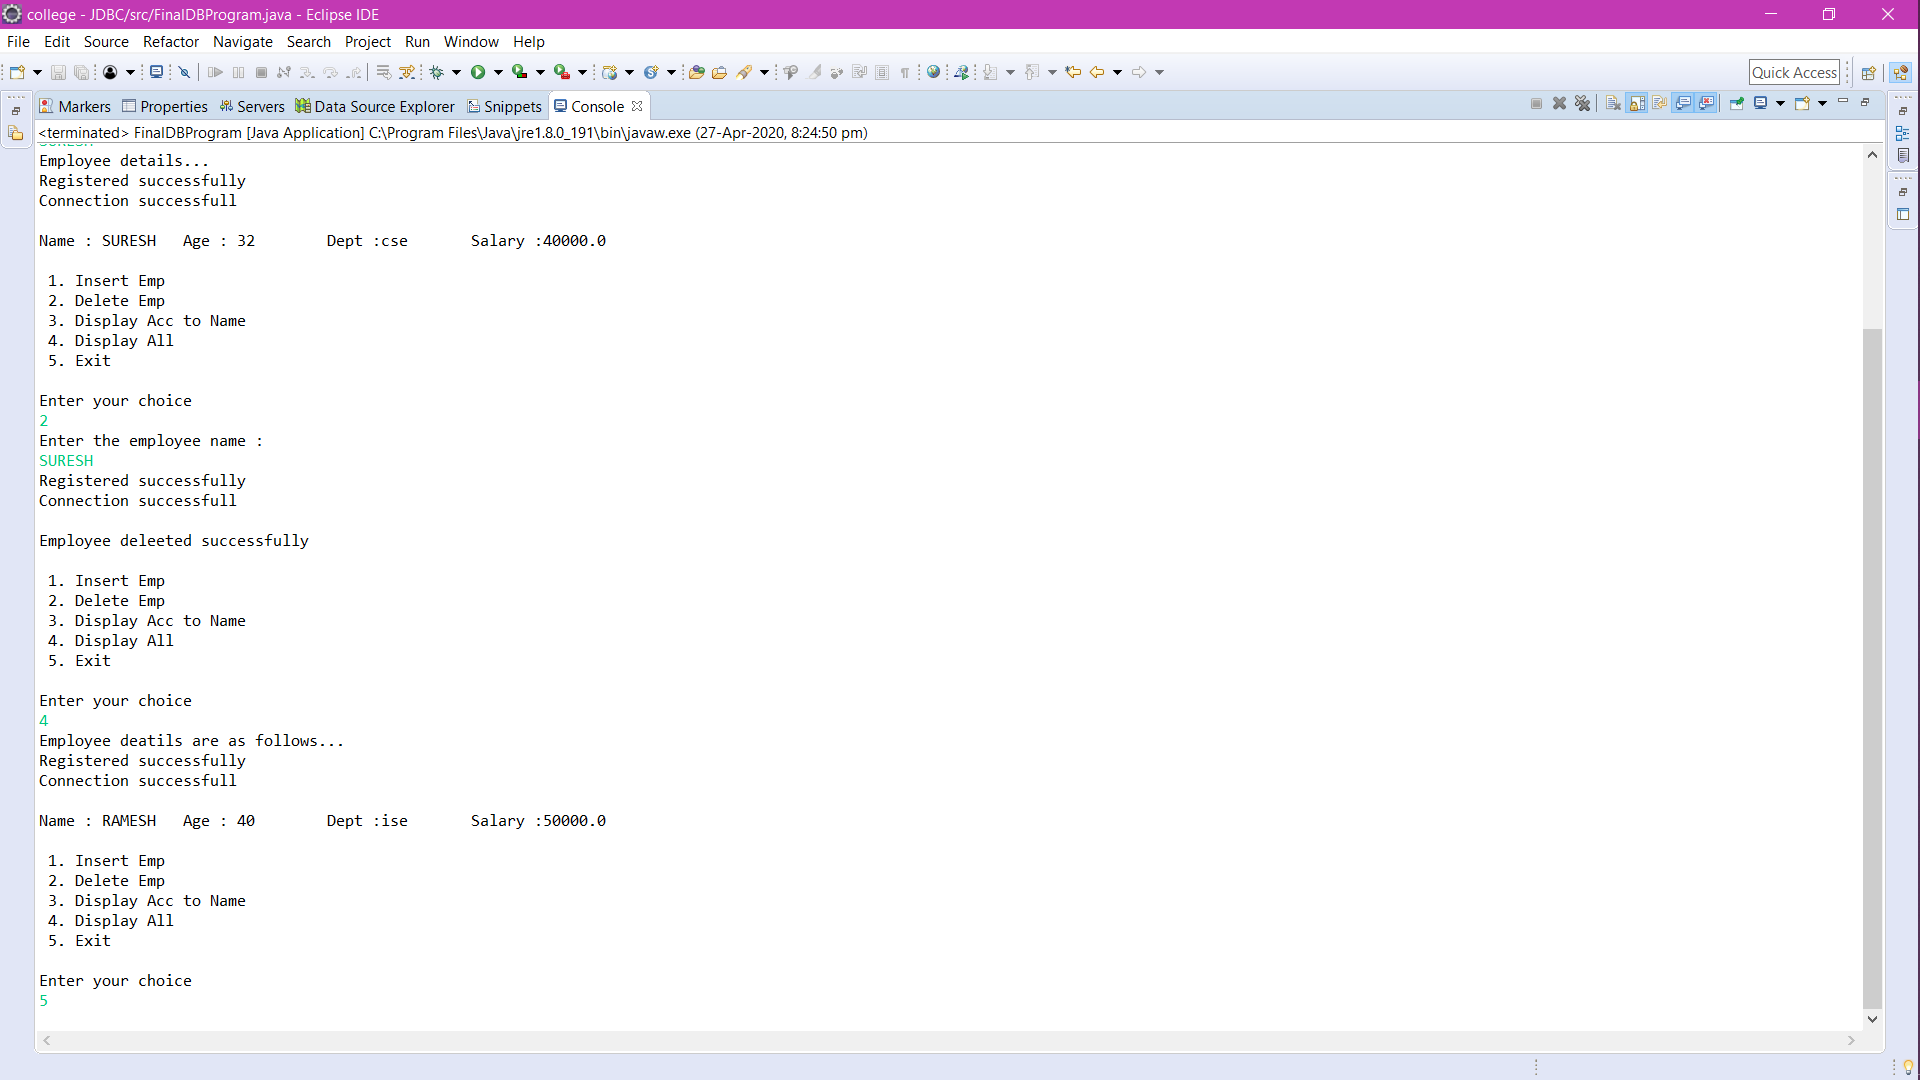 college - JDBC/src/FinalDBProgram.java - Eclipse IDE
File Edit Source Refactor Navigate Search Project Run Window Help
Quick Access
Markers Properties Servers Data Source Explorer Snippets Console
<terminated> FinalDBProgram [Java Application] C:\Program Files\Java\jre1.8.0_191\bin\javaw.exe (27-Apr-2020, 8:24:50 pm)
SURESH
Employee details...
Registered successfully
Connection successfull
Name : SURESH Age : 32 Dept :cse Salary :40000.0
1. Insert Emp
2. Delete Emp
3. Display Acc to Name
4. Display All
5. Exit
Enter your choice
2
Enter the employee name :
SURESH
Registered successfully
Connection successfull
Employee deleeted successfully
1. Insert Emp
2. Delete Emp
3. Display Acc to Name
4. Display All
5. Exit
Enter your choice
4
Employee deatils are as follows...
Registered successfully
Connection successfull
Name : RAMESH Age : 40 Dept :ise Salary :50000.0
1. Insert Emp
2. Delete Emp
3. Display Acc to Name
4. Display All
5. Exit
Enter your choice
5